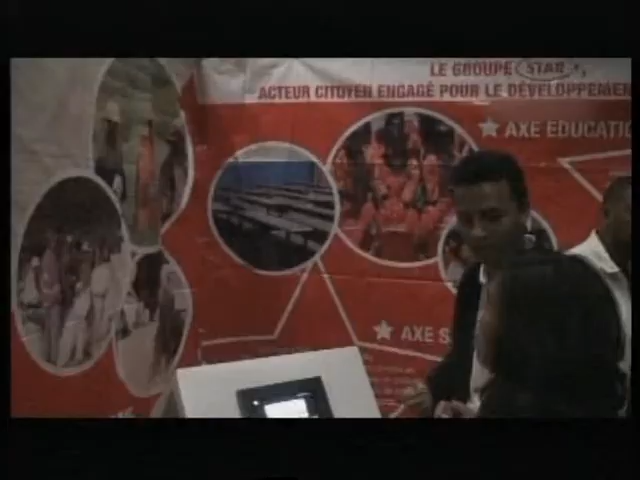 LE GROUPE STAR,
ACTEUR CITOYEN ENGAGÉ POUR LE DÉVELOPPEMEN
AXE EDUCATIO
AXE S